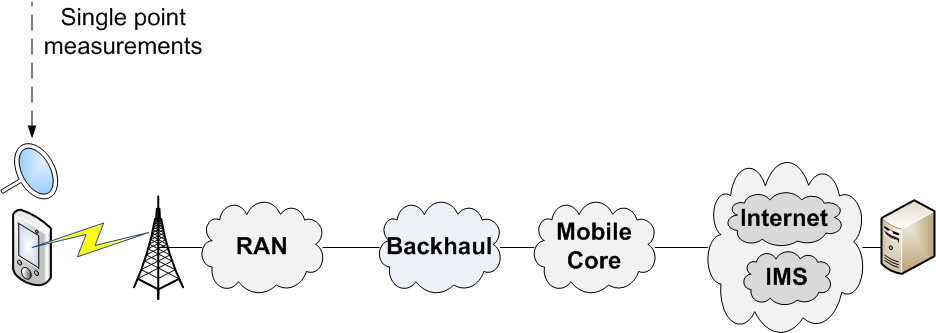 Single point
measurements
RAN
Backhaul
Mobile
Core
Internet
IMS